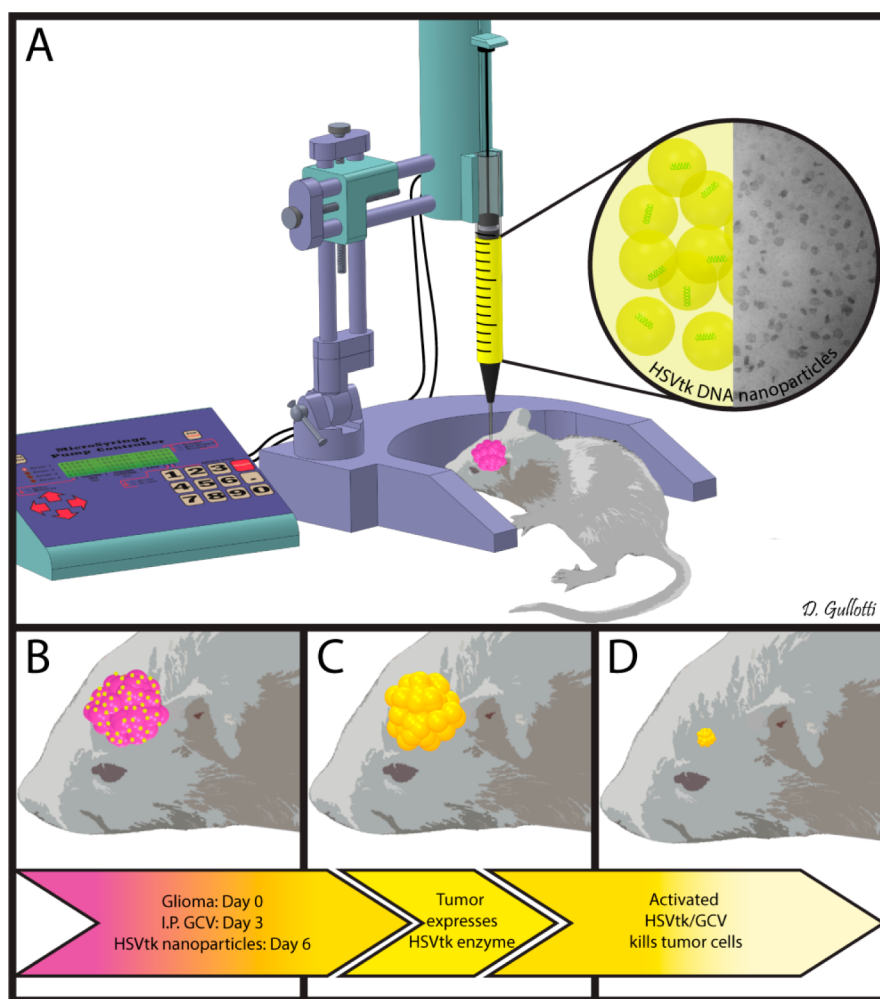 A
HSVtk DNA nanoparticles
MicroSyringe
Pump Controller
1 2 3
4 5 6 .
7 8 9 0
D. Gullotti
B
C
D
Glioma: Day 0
I.P. GCV: Day 3
HSVtk nanoparticles: Day 6
Tumor
expresses
HSVtk enzyme
Activated
HSVtk/GCV
kills tumor cells